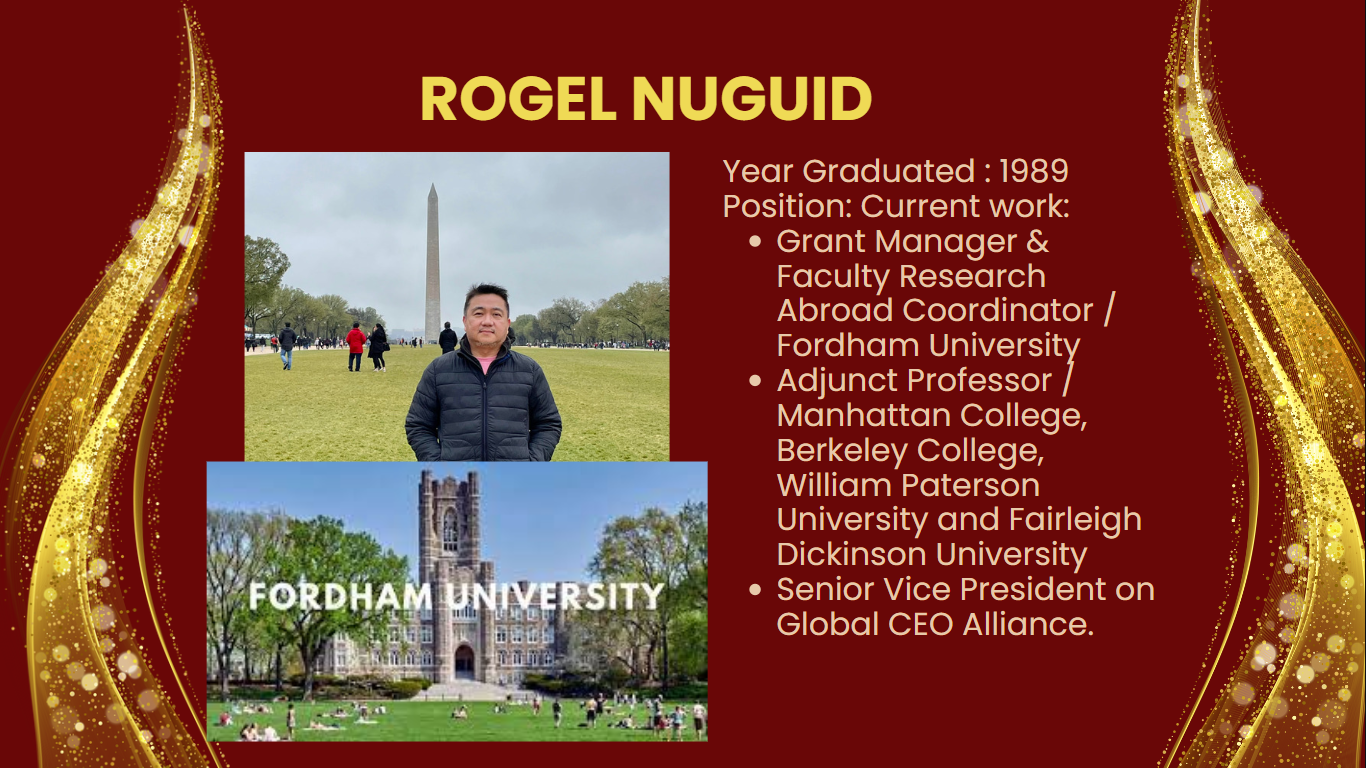 ROGEL NUGUID
Year Graduated : 1989
Position: Current work:
• Grant Manager &
Faculty Research
Abroad Coordinator /
Fordham University
• Adjunct Professor /
Manhattan College,
Berkeley College,
William Paterson
University and Fairleigh
Dickinson University
• Senior Vice President on
Global CEO Alliance.
FORDHAM UNIVERSITY